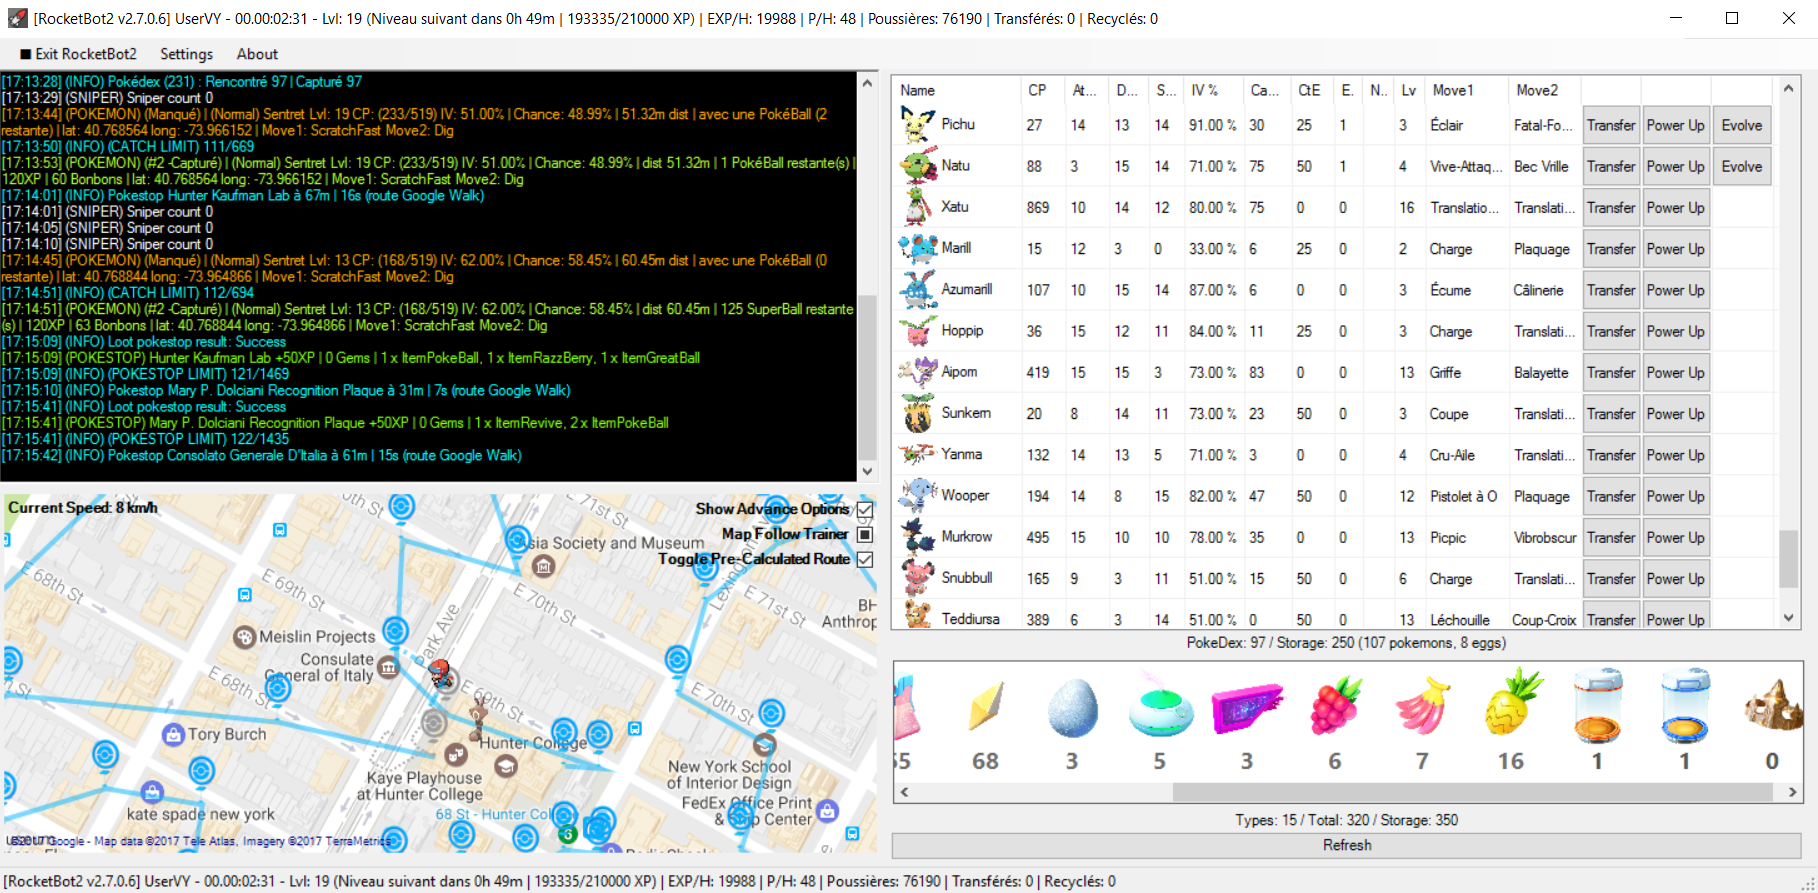 [RocketBot2 v2.7.0.6] UserVY - 00.00:02:31 - Lvl: 19 (Niveau suivant dans 0h 49m | 193335/210000 XP) | EXP/H: 19988 | P/H: 48 | Poussières: 76190 | Transférés: 0 | Recyclés: 0
Exit RocketBot2 Settings About
[17:13:28] (INFO) Pokédex (231) : Rencontré 97 | Capturé 97
[17:13:29] (SNIPER) Sniper count 0
[17:13:44] (POKEMON) (Manqué) | (Normal) Sentret Lvl: 19 CP: (233/519) IV: 51.00% | Chance: 48.99% | 51.32m dist | avec une PokéBall (2
restante) | lat: 40.768564 long: -73.966152 | Move1: ScratchFast Move2: Dig
[17:13:50] (INFO) (CATCH LIMIT) 111/669
[17:13:53] (POKEMON) (#2 -Capturé) | (Normal) Sentret Lvl: 19 CP: (233/519) IV: 51.00% | Chance: 48.99% | dist 51.32m | 1 PokéBall restante(s) |
120XP | 60 Bonbons | lat: 40.768564 long: -73.966152 | Move1: ScratchFast Move2: Dig
[17:14:01] (INFO) Pokestop Hunter Kaufman Lab à 67m | 16s (route Google Walk)
[17:14:01] (SNIPER) Sniper count 0
[17:14:05] (SNIPER) Sniper count 0
[17:14:10] (SNIPER) Sniper count 0
[17:14:45] (POKEMON) (Manqué) | (Normal) Sentret Lvl: 13 CP: (168/519) IV: 62.00% | Chance: 58.45% | 60.45m dist | avec une PokéBall (0
restante) | lat: 40.768844 long: -73.964866 | Move1: ScratchFast Move2: Dig
[17:14:51] (INFO) (CATCH LIMIT) 112/694
[17:14:51] (POKEMON) (#2 -Capturé) | (Normal) Sentret Lvl: 13 CP: (168/519) IV: 62.00% | Chance: 58.45% | dist 60.45m | 125 SuperBall restante
(s) | 120XP | 63 Bonbons | lat: 40.768844 long: -73.964866 | Move1: ScratchFast Move2: Dig
[17:15:09] (INFO) Loot pokestop result: Success
[17:15:09] (POKESTOP) Hunter Kaufman Lab +50XP | 0 Gems | 1 x ItemPokeBall, 1 x ItemRazzBerry, 1 x ItemGreatBall
[17:15:09] (INFO) (POKESTOP LIMIT) 121/1469
[17:15:10] (INFO) Pokestop Mary P. Dolciani Recognition Plaque à 31m | 7s (route Google Walk)
[17:15:41] (INFO) Loot pokestop result: Success
[17:15:41] (POKESTOP) Mary P. Dolciani Recognition Plaque +50XP | 0 Gems | 1 x ItemRevive, 2 x ItemPokeBall
[17:15:41] (INFO) (POKESTOP LIMIT) 122/1435
[17:15:42] (INFO) Pokestop Consolato Generale D'Italia à 61m | 15s (route Google Walk)
Current Speed: 8 km/h
Show Advance Options
Map Follow Trainer
Toggle Pre-Calculated Route
E 71st St
Asia Society and Museum
E 68th St
E 69th St
E 70th St
Lexington
E 71st St
BH
Anthrop
Park Ave
Meislin Projects
Consulate
General of Italy
E 68th St
E 69th St
E 70th St
Tory Burch
Hunter College
Kaye Playhouse
at Hunter College
New York School
of Interior Design
FedEx Office Print
& Ship Center
kate spade new york
68 St - Hunter Col
6
©2017 Google - Map data ©2017 Tele Atlas, Imagery ©2017 TerraMetrics
Name CP At... D... S... IV % Ca... CtE E. N.. Lv Move1 Move2
Pichu 27 14 13 14 91.00 % 30 25 1 3 Éclair Fatal-Fo... Transfer Power Up Evolve
Natu 88 3 15 14 71.00 % 75 50 1 4 Vive-Attaq... Bec Vrille Transfer Power Up Evolve
Xatu 869 10 14 12 80.00 % 75 0 0 16 Translatio... Translati... Transfer Power Up
Marill 15 12 3 0 33.00 % 6 25 0 2 Charge Plaquage Transfer Power Up
Azumarill 107 10 15 14 87.00 % 6 0 0 3 Écume Câlinerie Transfer Power Up
Hoppip 36 15 12 11 84.00 % 11 25 0 3 Charge Translati... Transfer Power Up
Aipom 419 15 15 3 73.00 % 83 0 0 13 Griffe Balayette Transfer Power Up
Sunkern 20 8 14 11 73.00 % 23 50 0 3 Coupe Translati... Transfer Power Up
Yanma 132 14 13 5 71.00 % 3 0 0 4 Cru-Aile Translati... Transfer Power Up
Wooper 194 14 8 15 82.00 % 47 50 0 12 Pistolet à O Plaquage Transfer Power Up
Murkrow 495 15 10 10 78.00 % 35 0 0 13 Picpic Vibrobscur Transfer Power Up
Snubbull 165 9 3 11 51.00 % 15 50 0 6 Charge Translati... Transfer Power Up
Teddiursa 389 6 3 14 51.00 % 0 50 0 13 Léchouille Coup-Croix Transfer Power Up
PokeDex: 97 / Storage: 250 (107 pokemons, 8 eggs)
55 68 3 5 3 6 7 16 1 1 0
Types: 15 / Total: 320 / Storage: 350
Refresh
[RocketBot2 v2.7.0.6] UserVY - 00.00:02:31 - Lvl: 19 (Niveau suivant dans 0h 49m | 193335/210000 XP) | EXP/H: 19988 | P/H: 48 | Poussières: 76190 | Transférés: 0 | Recyclés: 0